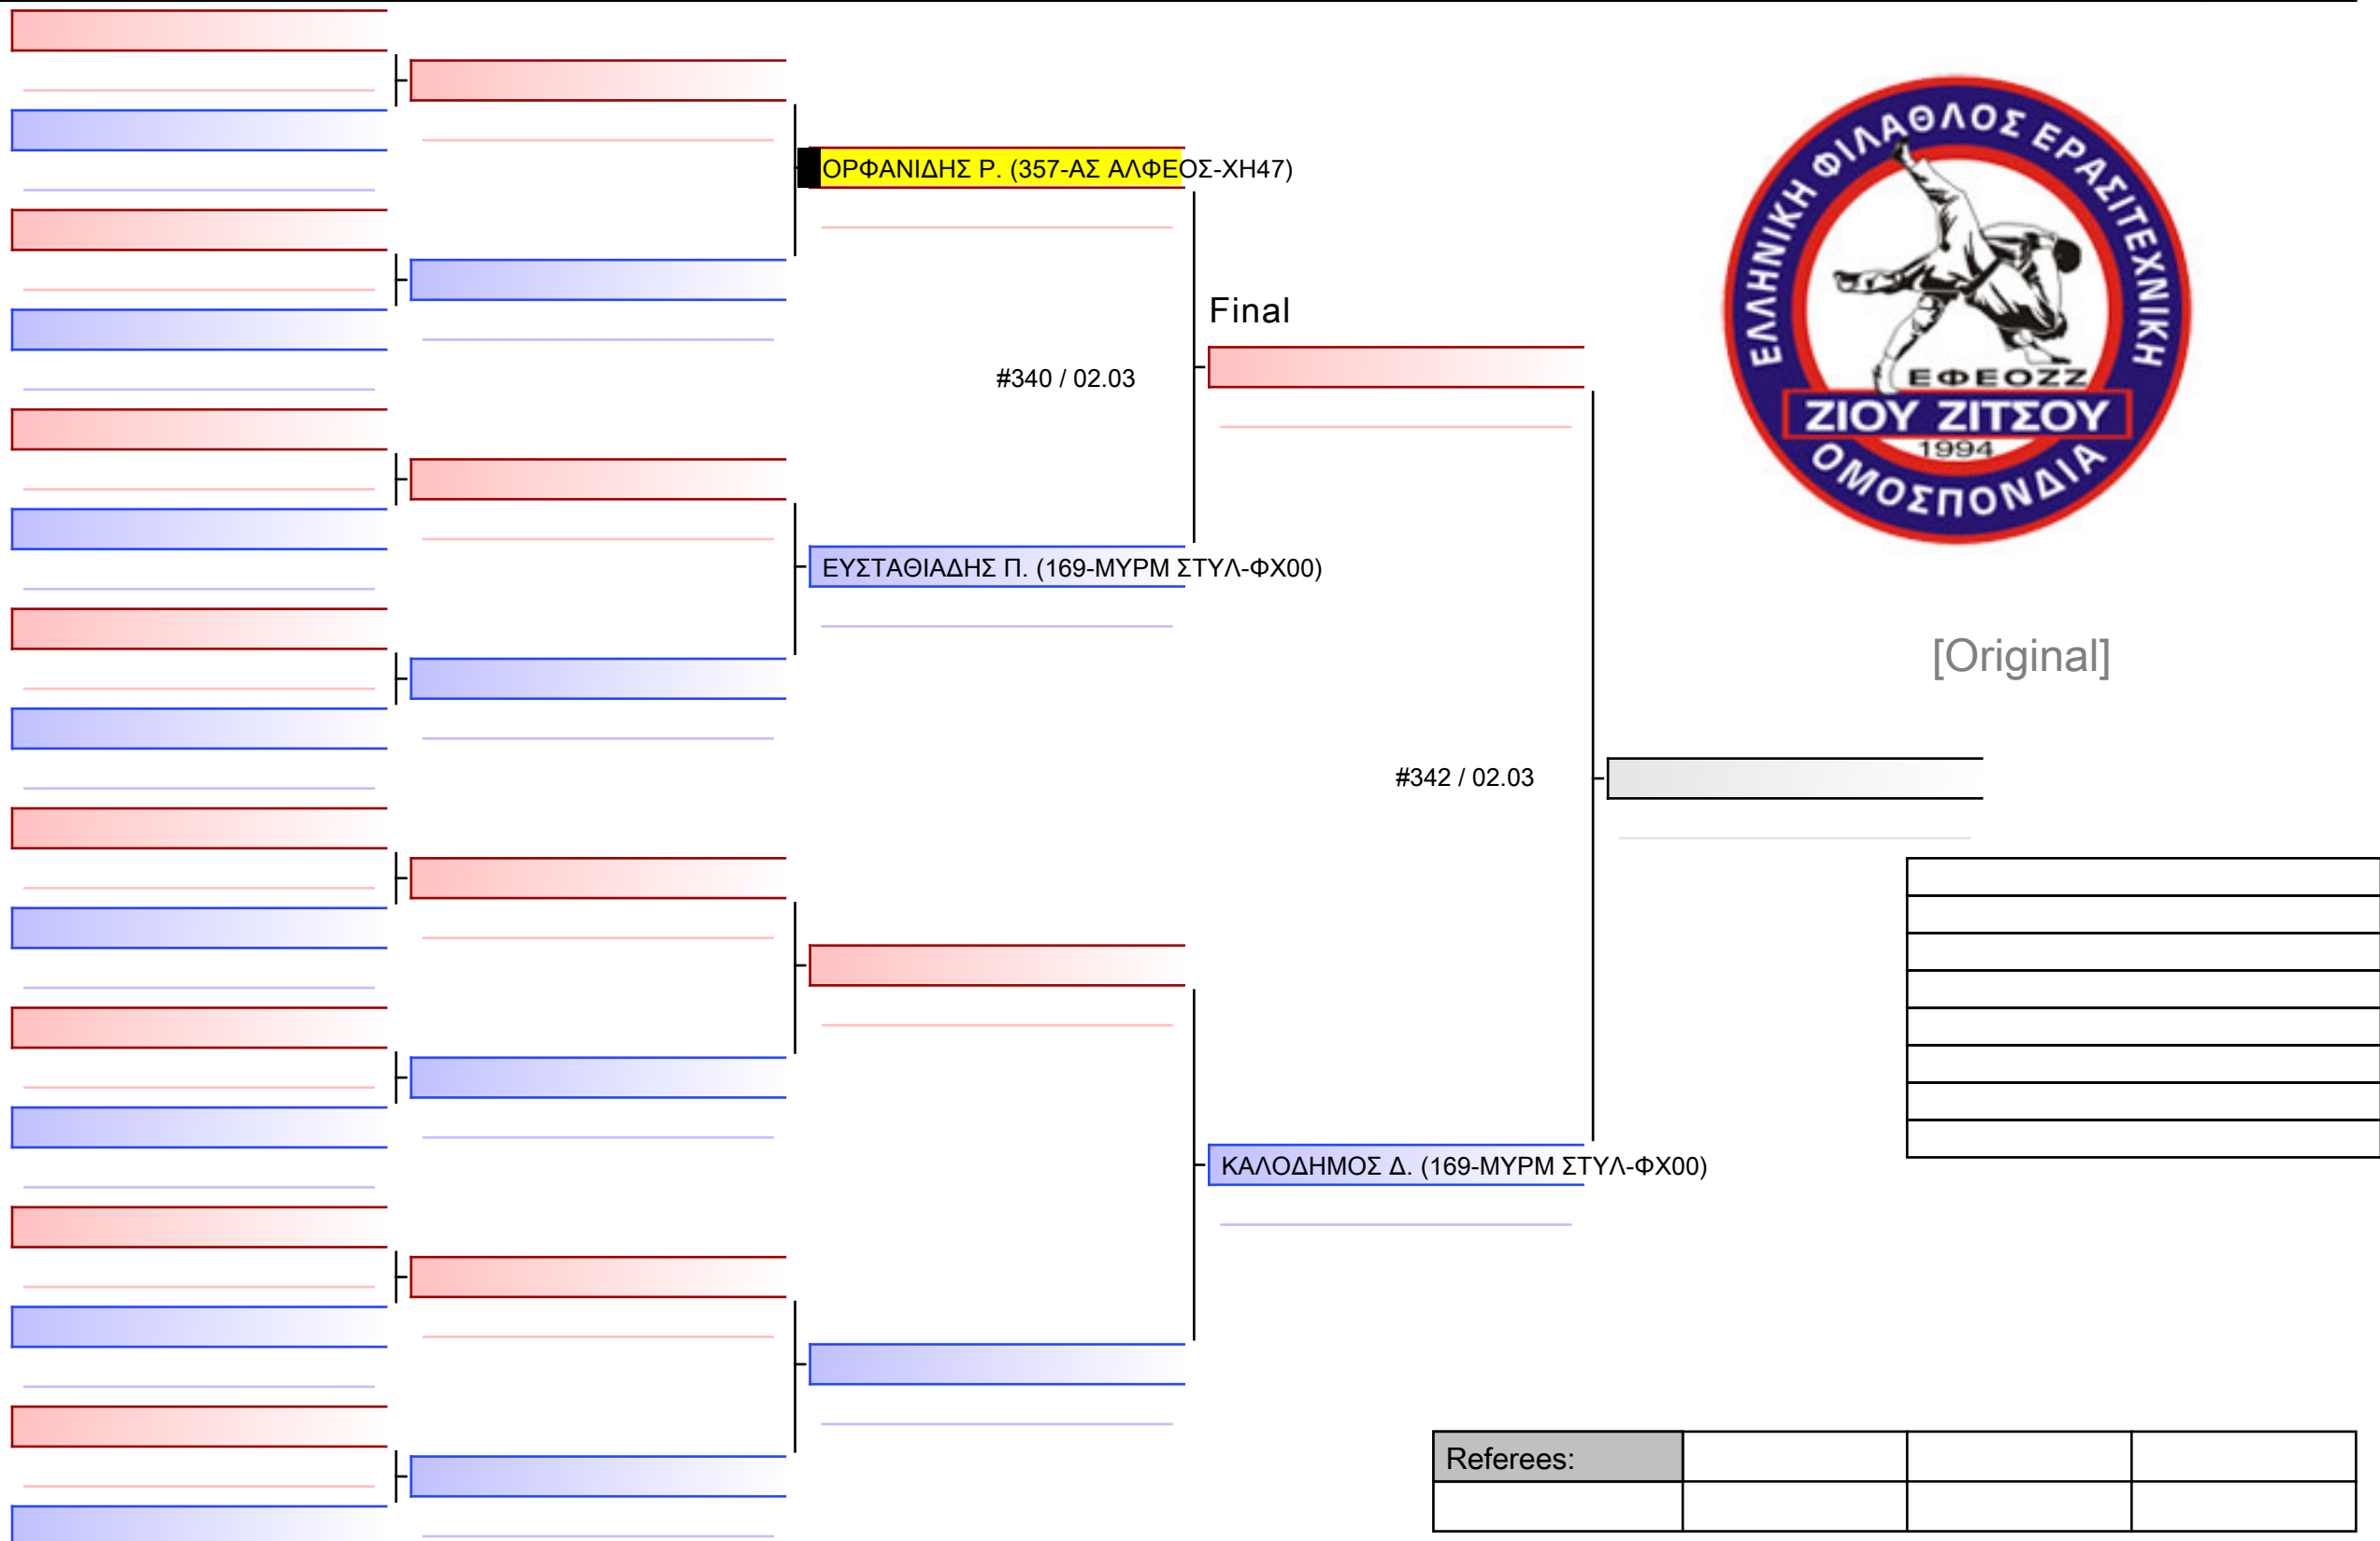 ΕΛΛΗΝΙΚΗ ΦΙΛΑΘΛΟΣ ΕΡΑΣΙΤΕΧΝΙΚΗ
ΟΡΦΑΝΙΔΗΣ Ρ. (357-ΑΣ ΑΛΦΕΟΣ-ΧΗ47)
Final
#340 / 02.03
ΕΦΕΟΖΖ
ΖΙΟΥ ΖΙΤΣΟΥ
1994
ΟΜΟΣΠΟΝΔΙΑ
ΕΥΣΤΑΘΙΑΔΗΣ Π. (169-ΜΥΡΜ ΣΤΥΛ-ΦΧ00)
[Original]
#342 / 02.03
ΚΑΛΟΔΗΜΟΣ Δ. (169-ΜΥΡΜ ΣΤΥΛ-ΦΧ00)
Referees: